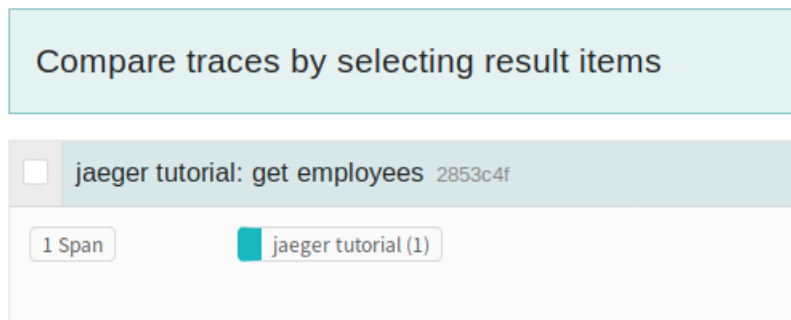 Compare traces by selecting result items
jaeger tutorial: get employees 2853c4f
1 Span jaeger tutorial (1)